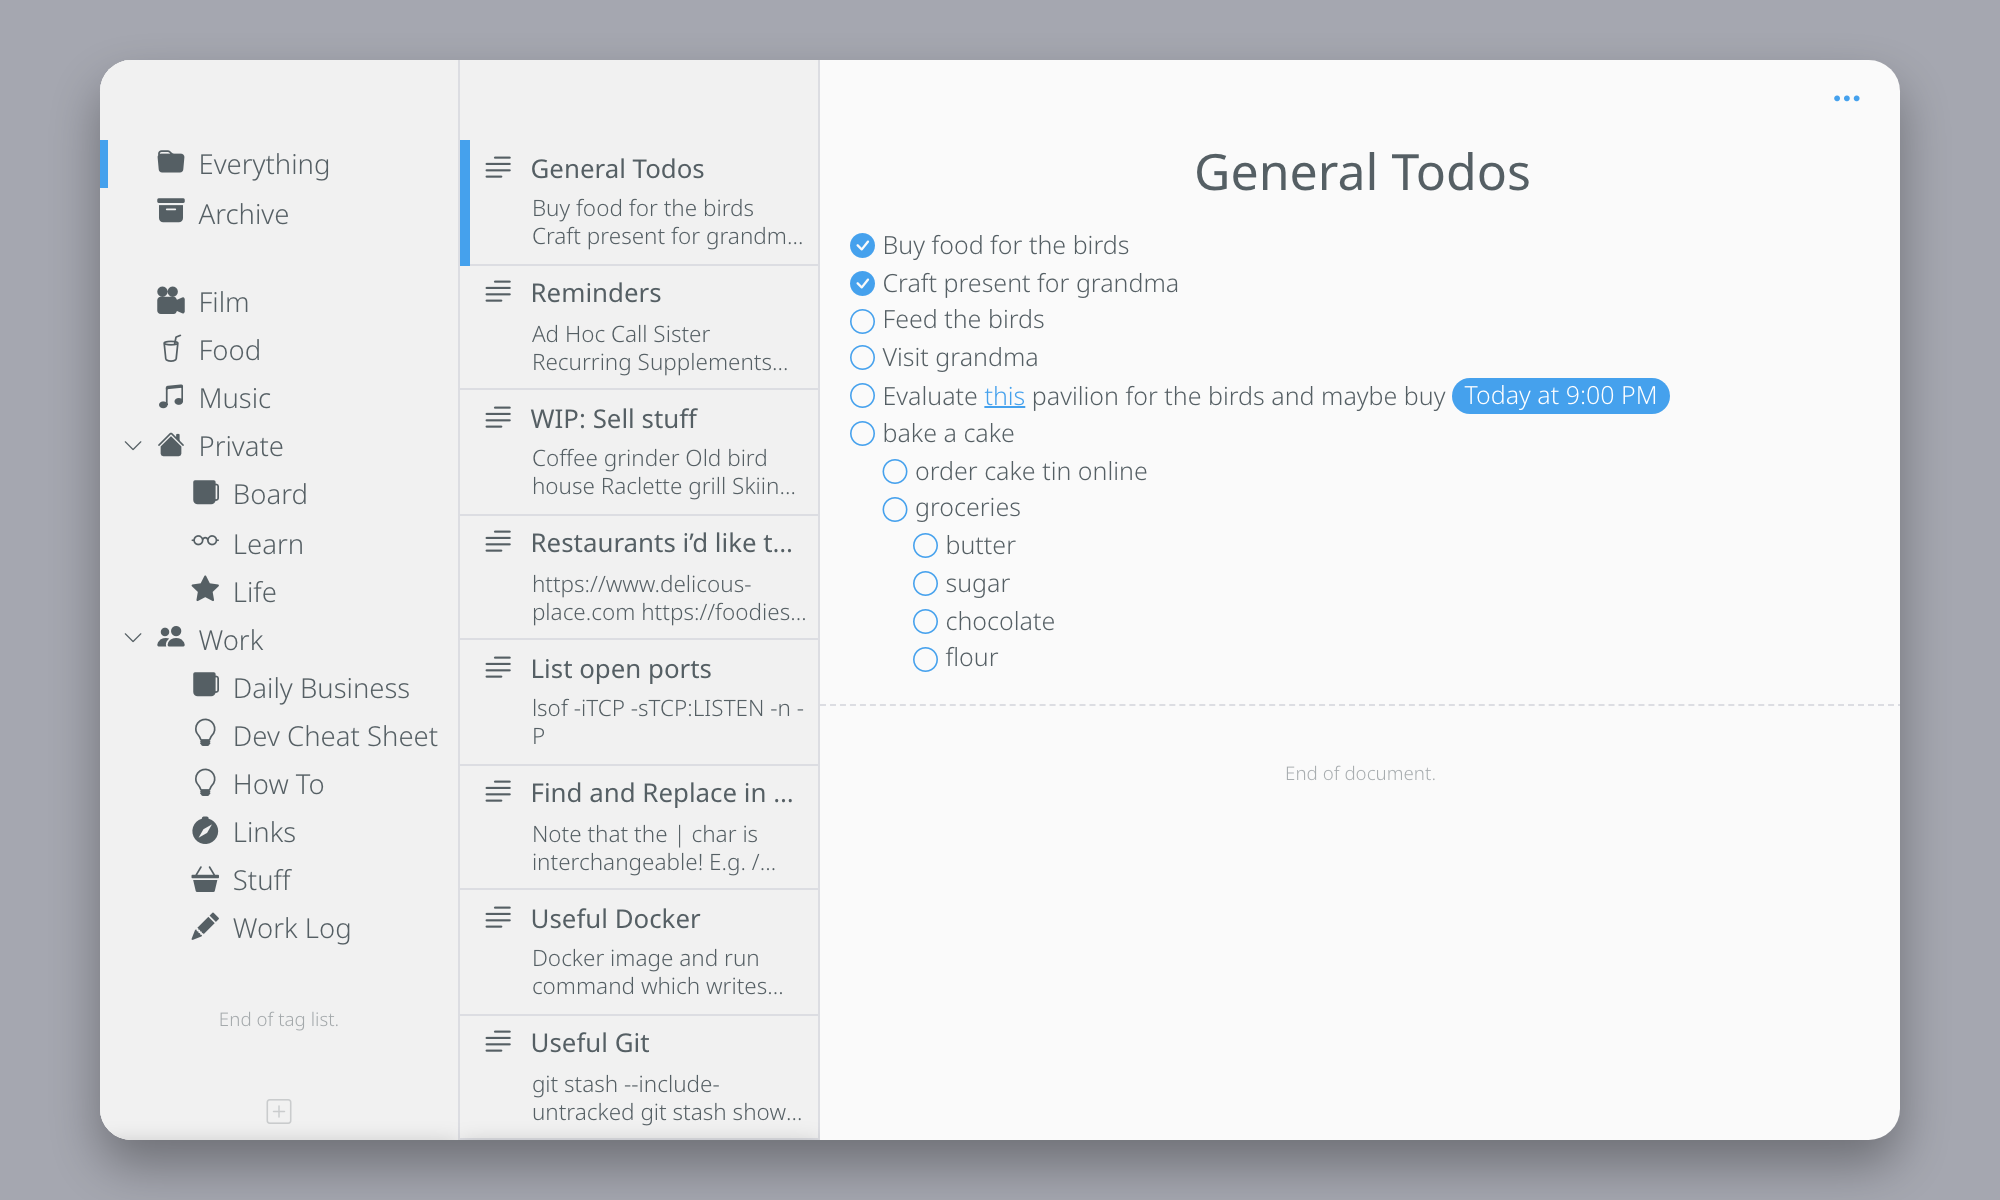 Everything
Archive
Film
Food
Music
Private
Board
Learn
Life
Work
Daily Business
Dev Cheat Sheet
How To
Links
Stuff
Work Log
End of tag list.
General Todos
Buy food for the birds
Craft present for grandm...
Reminders
Ad Hoc Call Sister
Recurring Supplements...
WIP: Sell stuff
Coffee grinder Old bird
house Raclette grill Skiin...
Restaurants i’d like t...
https://www.delicous-
place.com https://foodies...
List open ports
lsof -iTCP -sTCP:LISTEN -n -
P
Find and Replace in ...
Note that the | char is
interchangeable! E.g. /...
Useful Docker
Docker image and run
command which writes...
Useful Git
git stash --include-
untracked git stash show...
General Todos
Buy food for the birds
Craft present for grandma
Feed the birds
Visit grandma
Evaluate this pavilion for the birds and maybe buy Today at 9:00 PM
bake a cake
order cake tin online
groceries
butter
sugar
chocolate
flour
End of document.